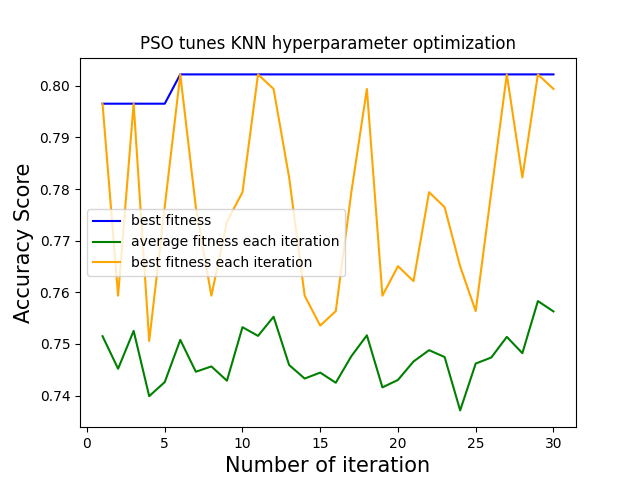 PSO tunes KNN hyperparameter optimization
Accuracy Score
0.80
0.79
0.78
0.77
0.76
0.75
0.74
best fitness
average fitness each iteration
best fitness each iteration
0 5 10 15 20 25 30
Number of iteration